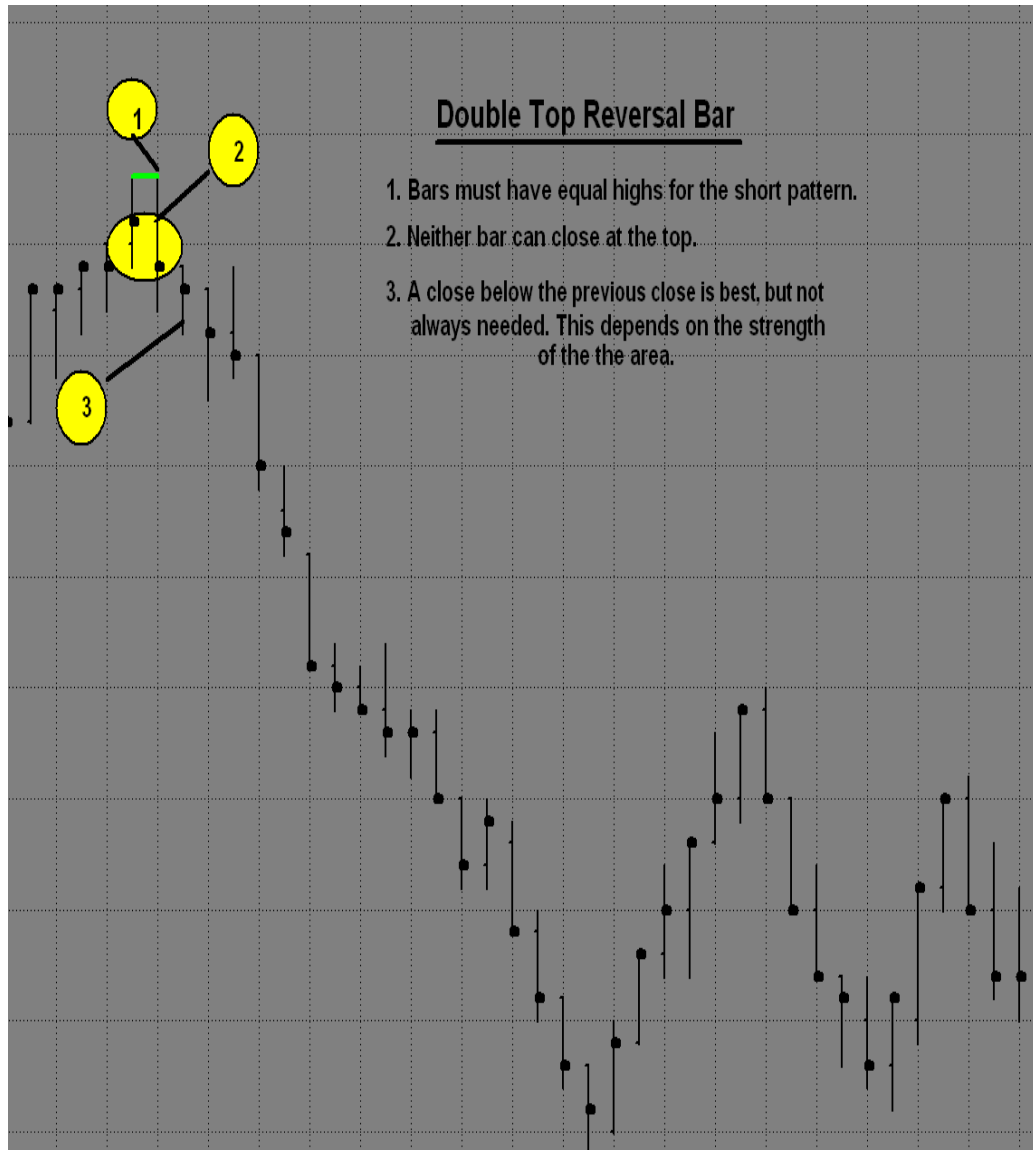 1
2
Double Top Reversal Bar
1. Bars must have equal highs for the short pattern.
2. Neither bar can close at the top.
3. A close below the previous close is best, but not
always needed. This depends on the strength
of the the area.
3